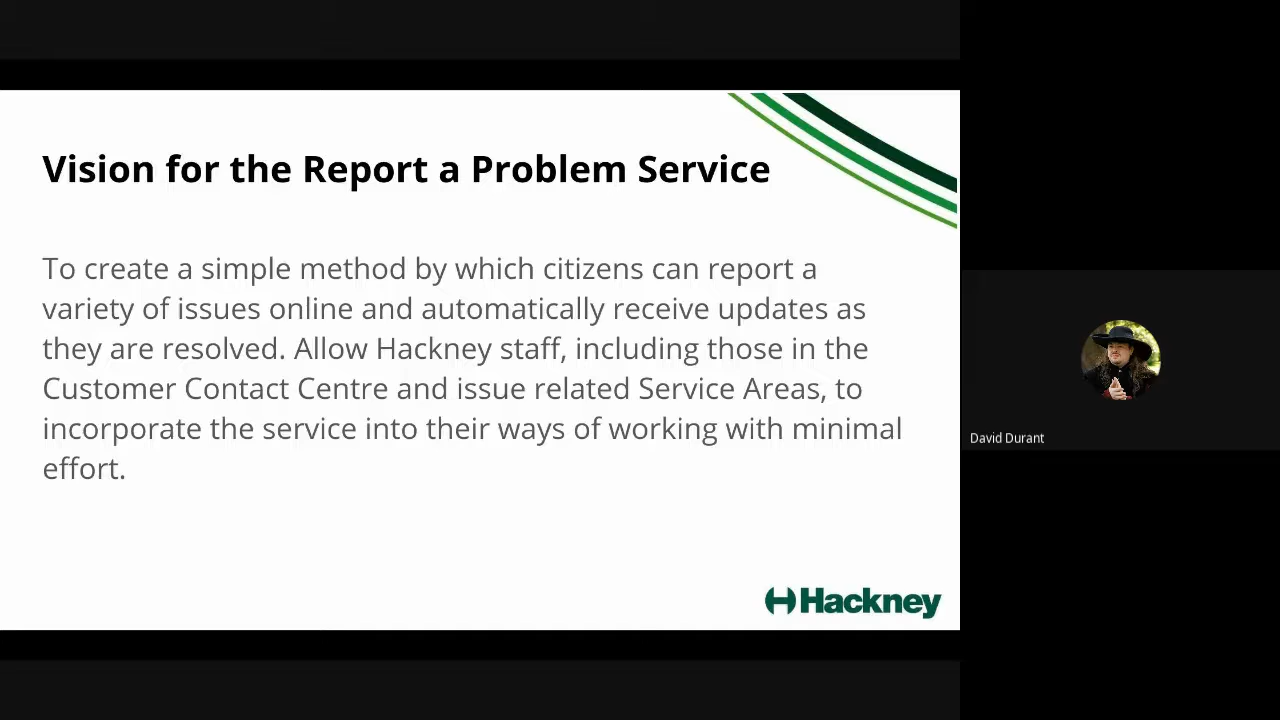 Vision for the Report a Problem Service
To create a simple method by which citizens can report a
variety of issues online and automatically receive updates as
they are resolved. Allow Hackney staff, including those in the
Customer Contact Centre and issue related Service Areas, to
incorporate the service into their ways of working with minimal
effort.
Hackney
David Durant